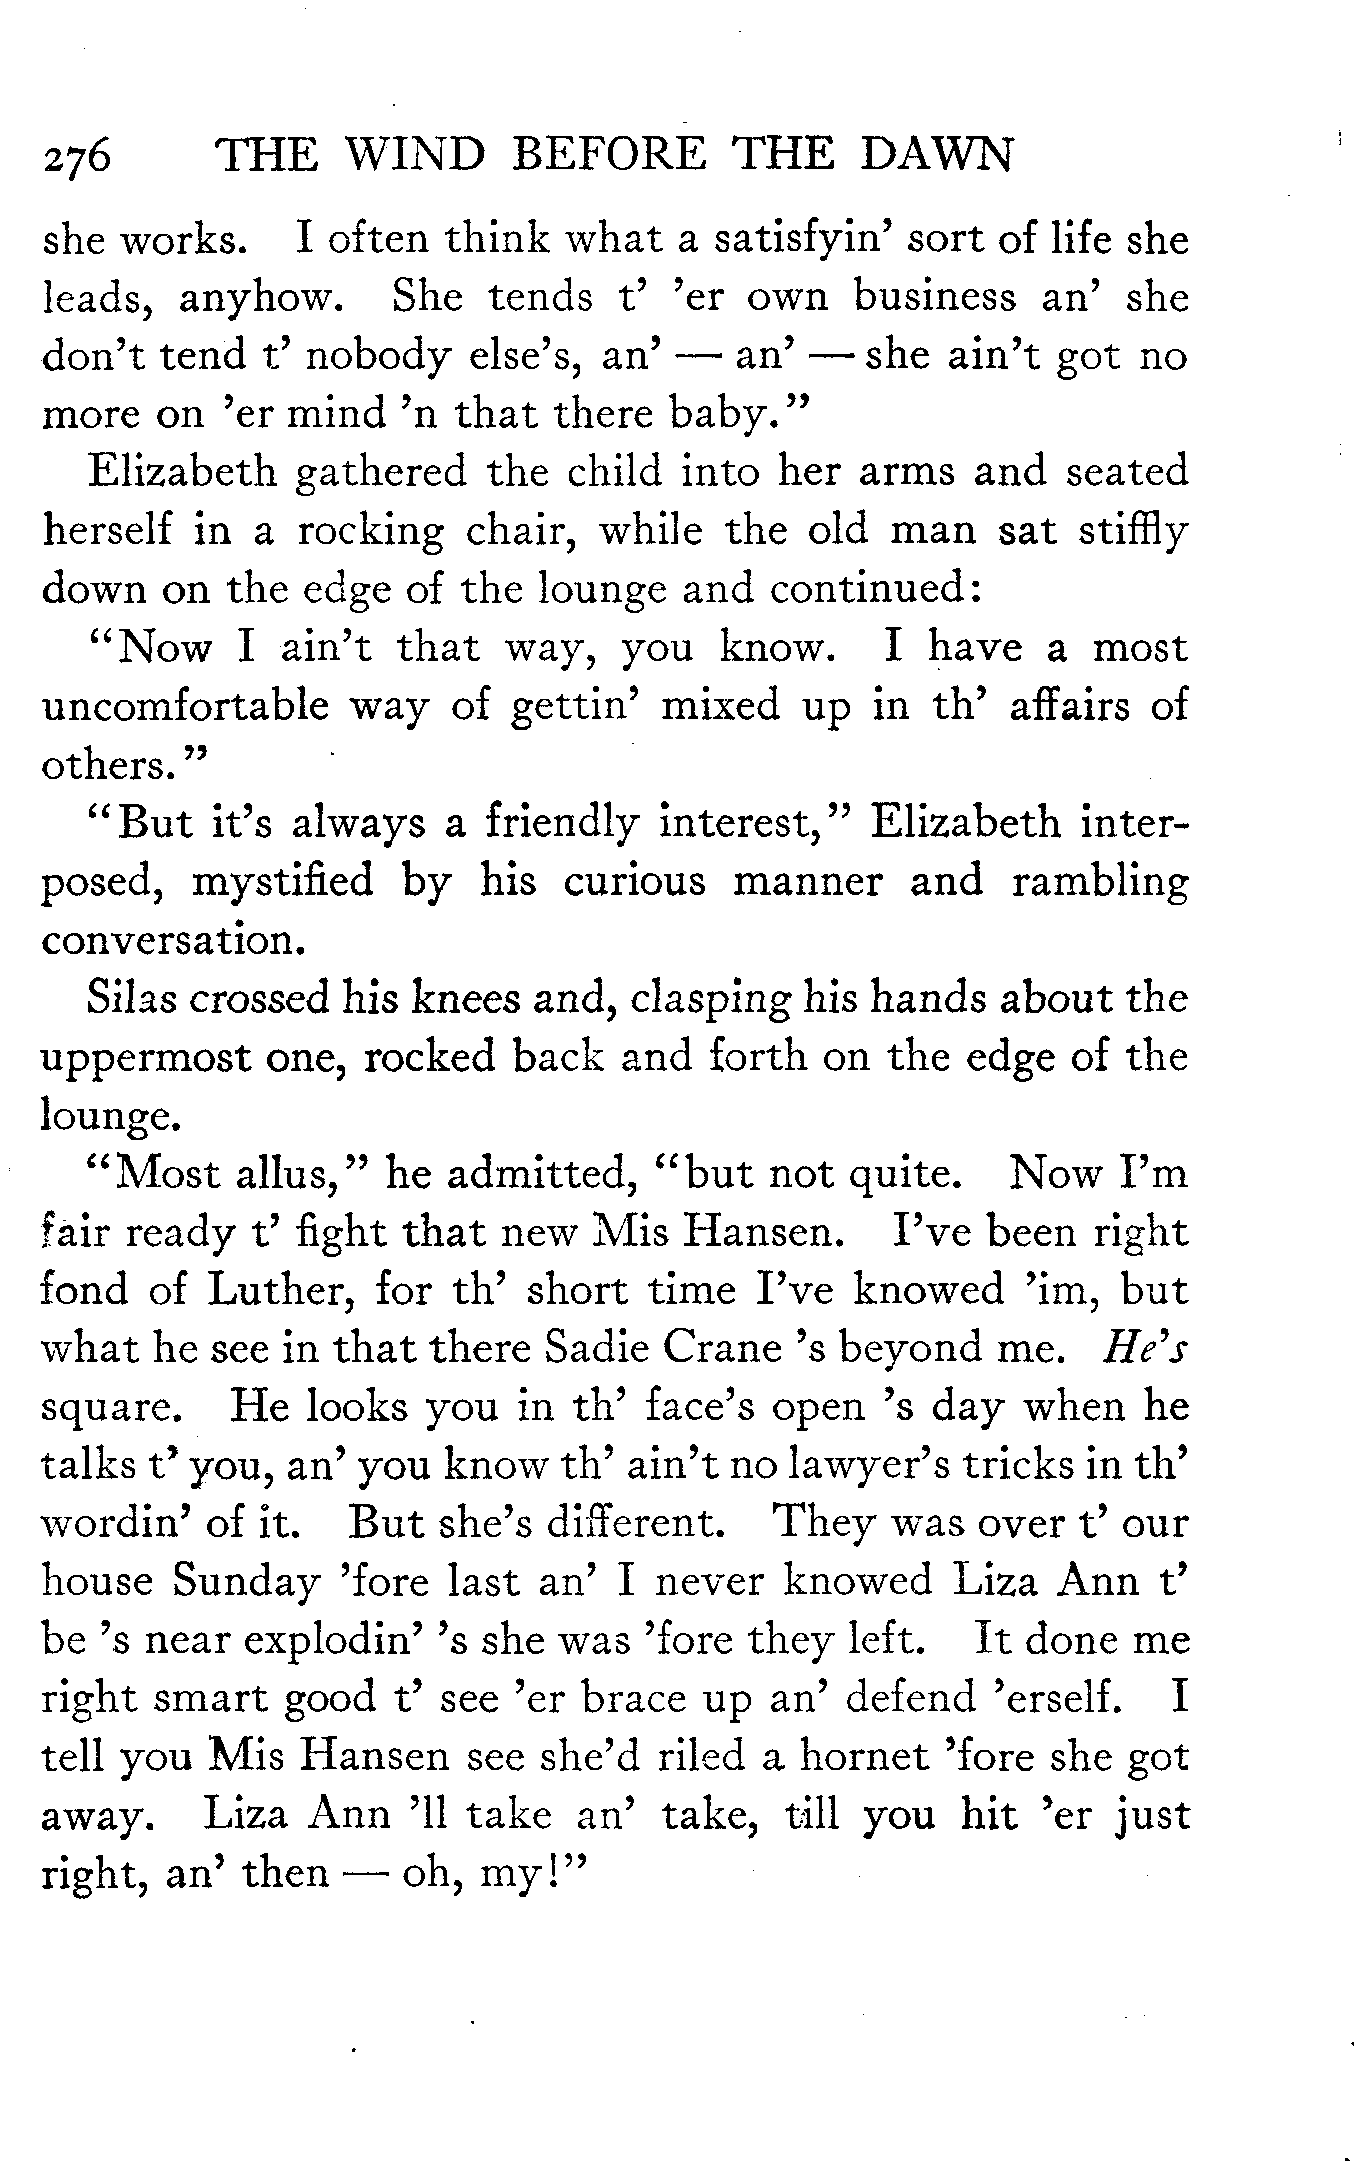 276 THE WIND BEFORE THE DAWN
she works. I often think what a satisfyin' sort of life she
leads, anyhow. She tends t' 'er own business an' she
don't tend t' nobody else's, an' — an' — she ain't got no
more on 'er mind 'n that there baby."
Elizabeth gathered the child into her arms and seated
herself in a rocking chair, while the old man sat stiffly
down on the edge of the lounge and continued:
"Now I ain't that way, you know. I have a most
uncomfortable way of gettin' mixed up in th' affairs of
others."
"But it's always a friendly interest," Elizabeth inter-
posed, mystified by his curious manner and rambling
conversation.
Silas crossed his knees and, clasping his hands about the
uppermost one, rocked back and forth on the edge of the
lounge.
"Most allus," he admitted, "but not quite. Now I'm
fair ready t' fight that new Mis Hansen. I've been right
fond of Luther, for th' short time I've knowed 'im, but
what he see in that there Sadie Crane 's beyond me. He's
square. He looks you in th' face's open 's day when he
talks t' you, an' you know th' ain't no lawyer's tricks in th'
wordin' of it. But she's different. They was over t' our
house Sunday 'fore last an' I never knowed Liza Ann t'
be 's near explodin' 's she was 'fore they left. It done me
right smart good t' see 'er brace up an' defend 'erself. I
tell you Mis Hansen see she'd riled a hornet 'fore she got
away. Liza Ann 'll take an' take, till you hit 'er just
right, an' then — oh, my!"